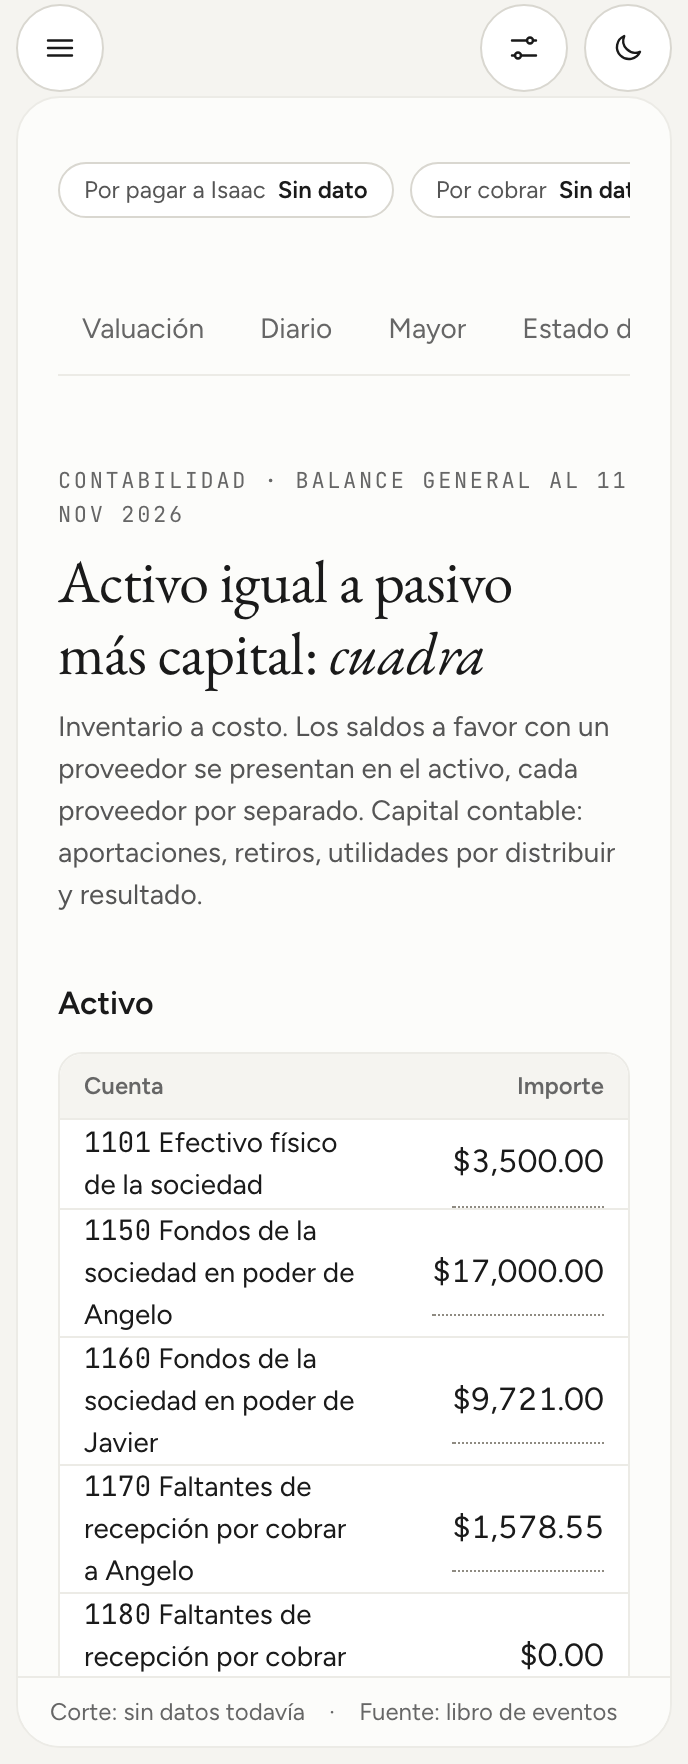 Por pagar a Isaac Sin dato Por cobrar Sin dat
Valuación Diario Mayor Estado d
CONTABILIDAD · BALANCE GENERAL AL 11
NOV 2026
Activo igual a pasivo
más capital: cuadra
Inventario a costo. Los saldos a favor con un
proveedor se presentan en el activo, cada
proveedor por separado. Capital contable:
aportaciones, retiros, utilidades por distribuir
y resultado.
Activo
Cuenta Importe
1101 Efectivo físico
de la sociedad
$3,500.00
1150 Fondos de la
sociedad en poder de
Angelo
$17,000.00
1160 Fondos de la
sociedad en poder de
Javier
$9,721.00
1170 Faltantes de
recepción por cobrar
a Angelo
$1,578.55
1180 Faltantes de
recepción por cobrar
$0.00
Corte: sin datos todavía · Fuente: libro de eventos